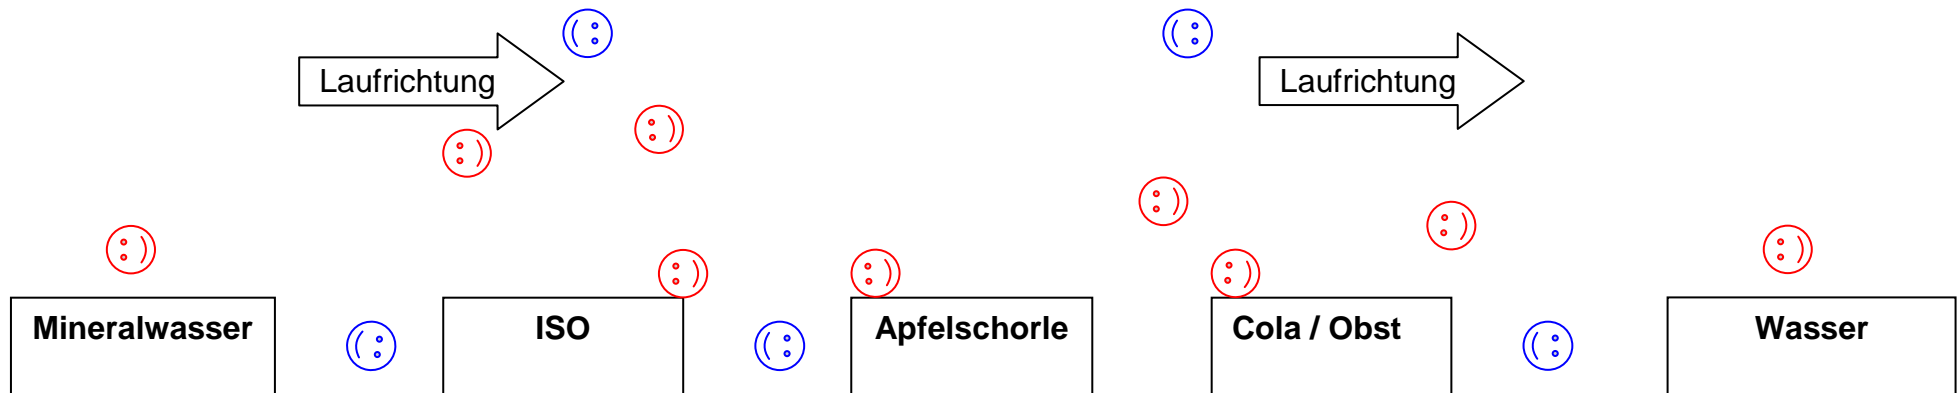 Laufrichtung
Laufrichtung
Mineralwasser
ISO
Apfelschorle
Cola / Obst
Wasser